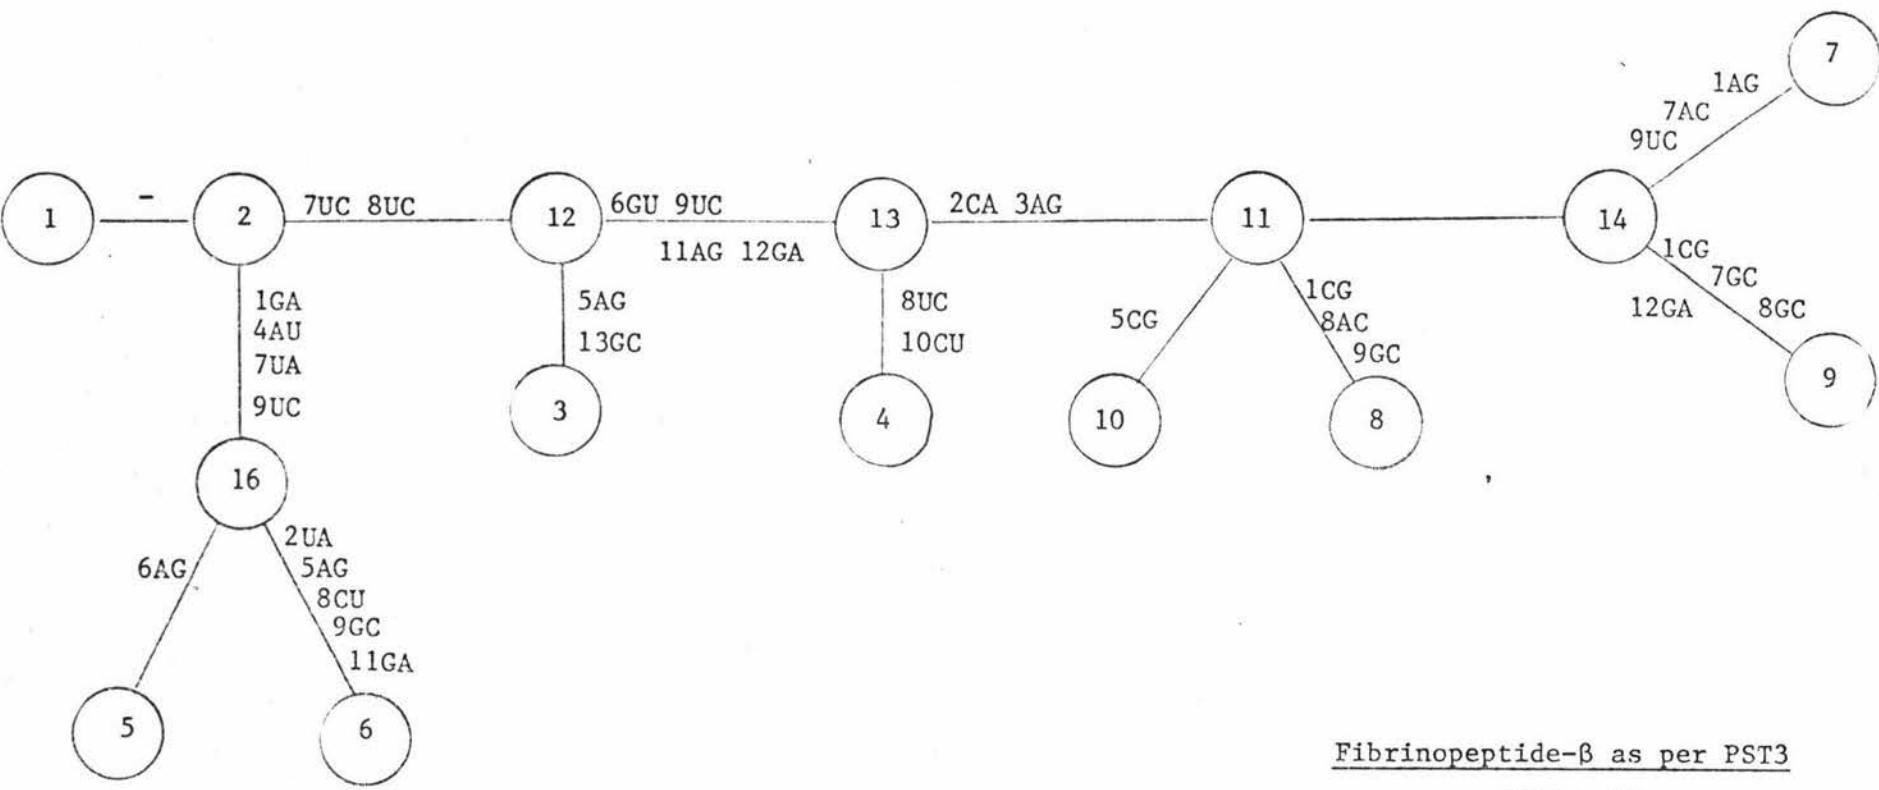 7
1AG
7AC
9UC
1
-
2
7UC 8UC
12
6GU 9UC
11AG 12GA
13
2CA 3AG
11
14
1CG
7GC
8GC
12GA
9
1GA
4AU
7UA
9UC
5AG
13GC
3
8UC
10CU
4
5CG
10
1CG
8AC
9GC
8
16
6AG
2UA
5AG
8CU
9GC
11GA
5
6
Fibrinopeptide-β as per PST3